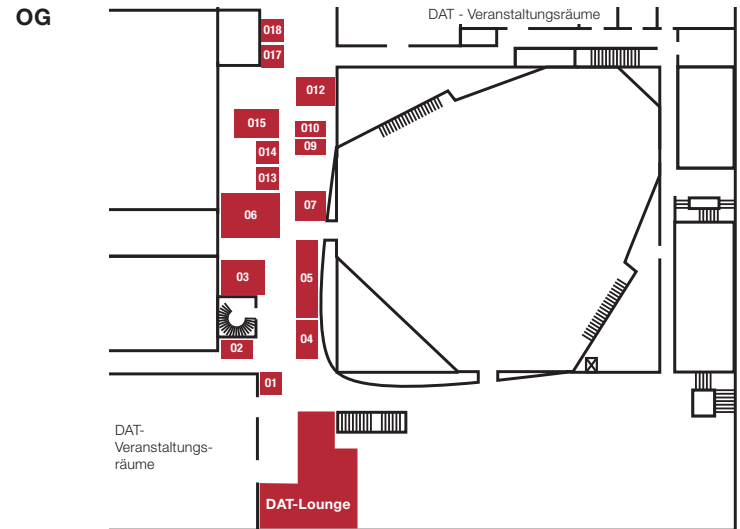 OG
DAT - Veranstaltungsräume
018
017
012
015
010
09
014
013
07
06
03
05
04
02
01
DAT-
Veranstaltungs-
räume
DAT-Lounge